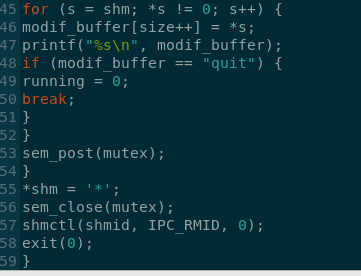 45 for (s = shm; *s != 0; s++) {
46 modif_buffer[size++] = *s;
47 printf("%s\n", modif_buffer);
48 if (modif_buffer == "quit") {
49 running = 0;
50 break;
51 }
52 }
53 sem_post(mutex);
54 }
55 *shm = '*';
56 sem_close(mutex);
57 shmctl(shmid, IPC_RMID, 0);
58 exit(0);
59 }